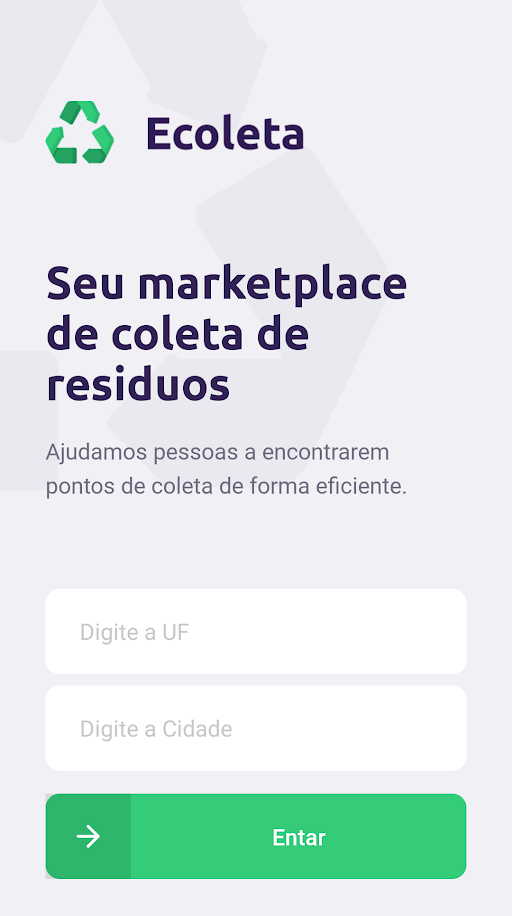 Ecoleta
Seu marketplace
de coleta de
residuos
Ajudamos pessoas a encontrarem
pontos de coleta de forma eficiente.
Digite a UF
Digite a Cidade
Entar